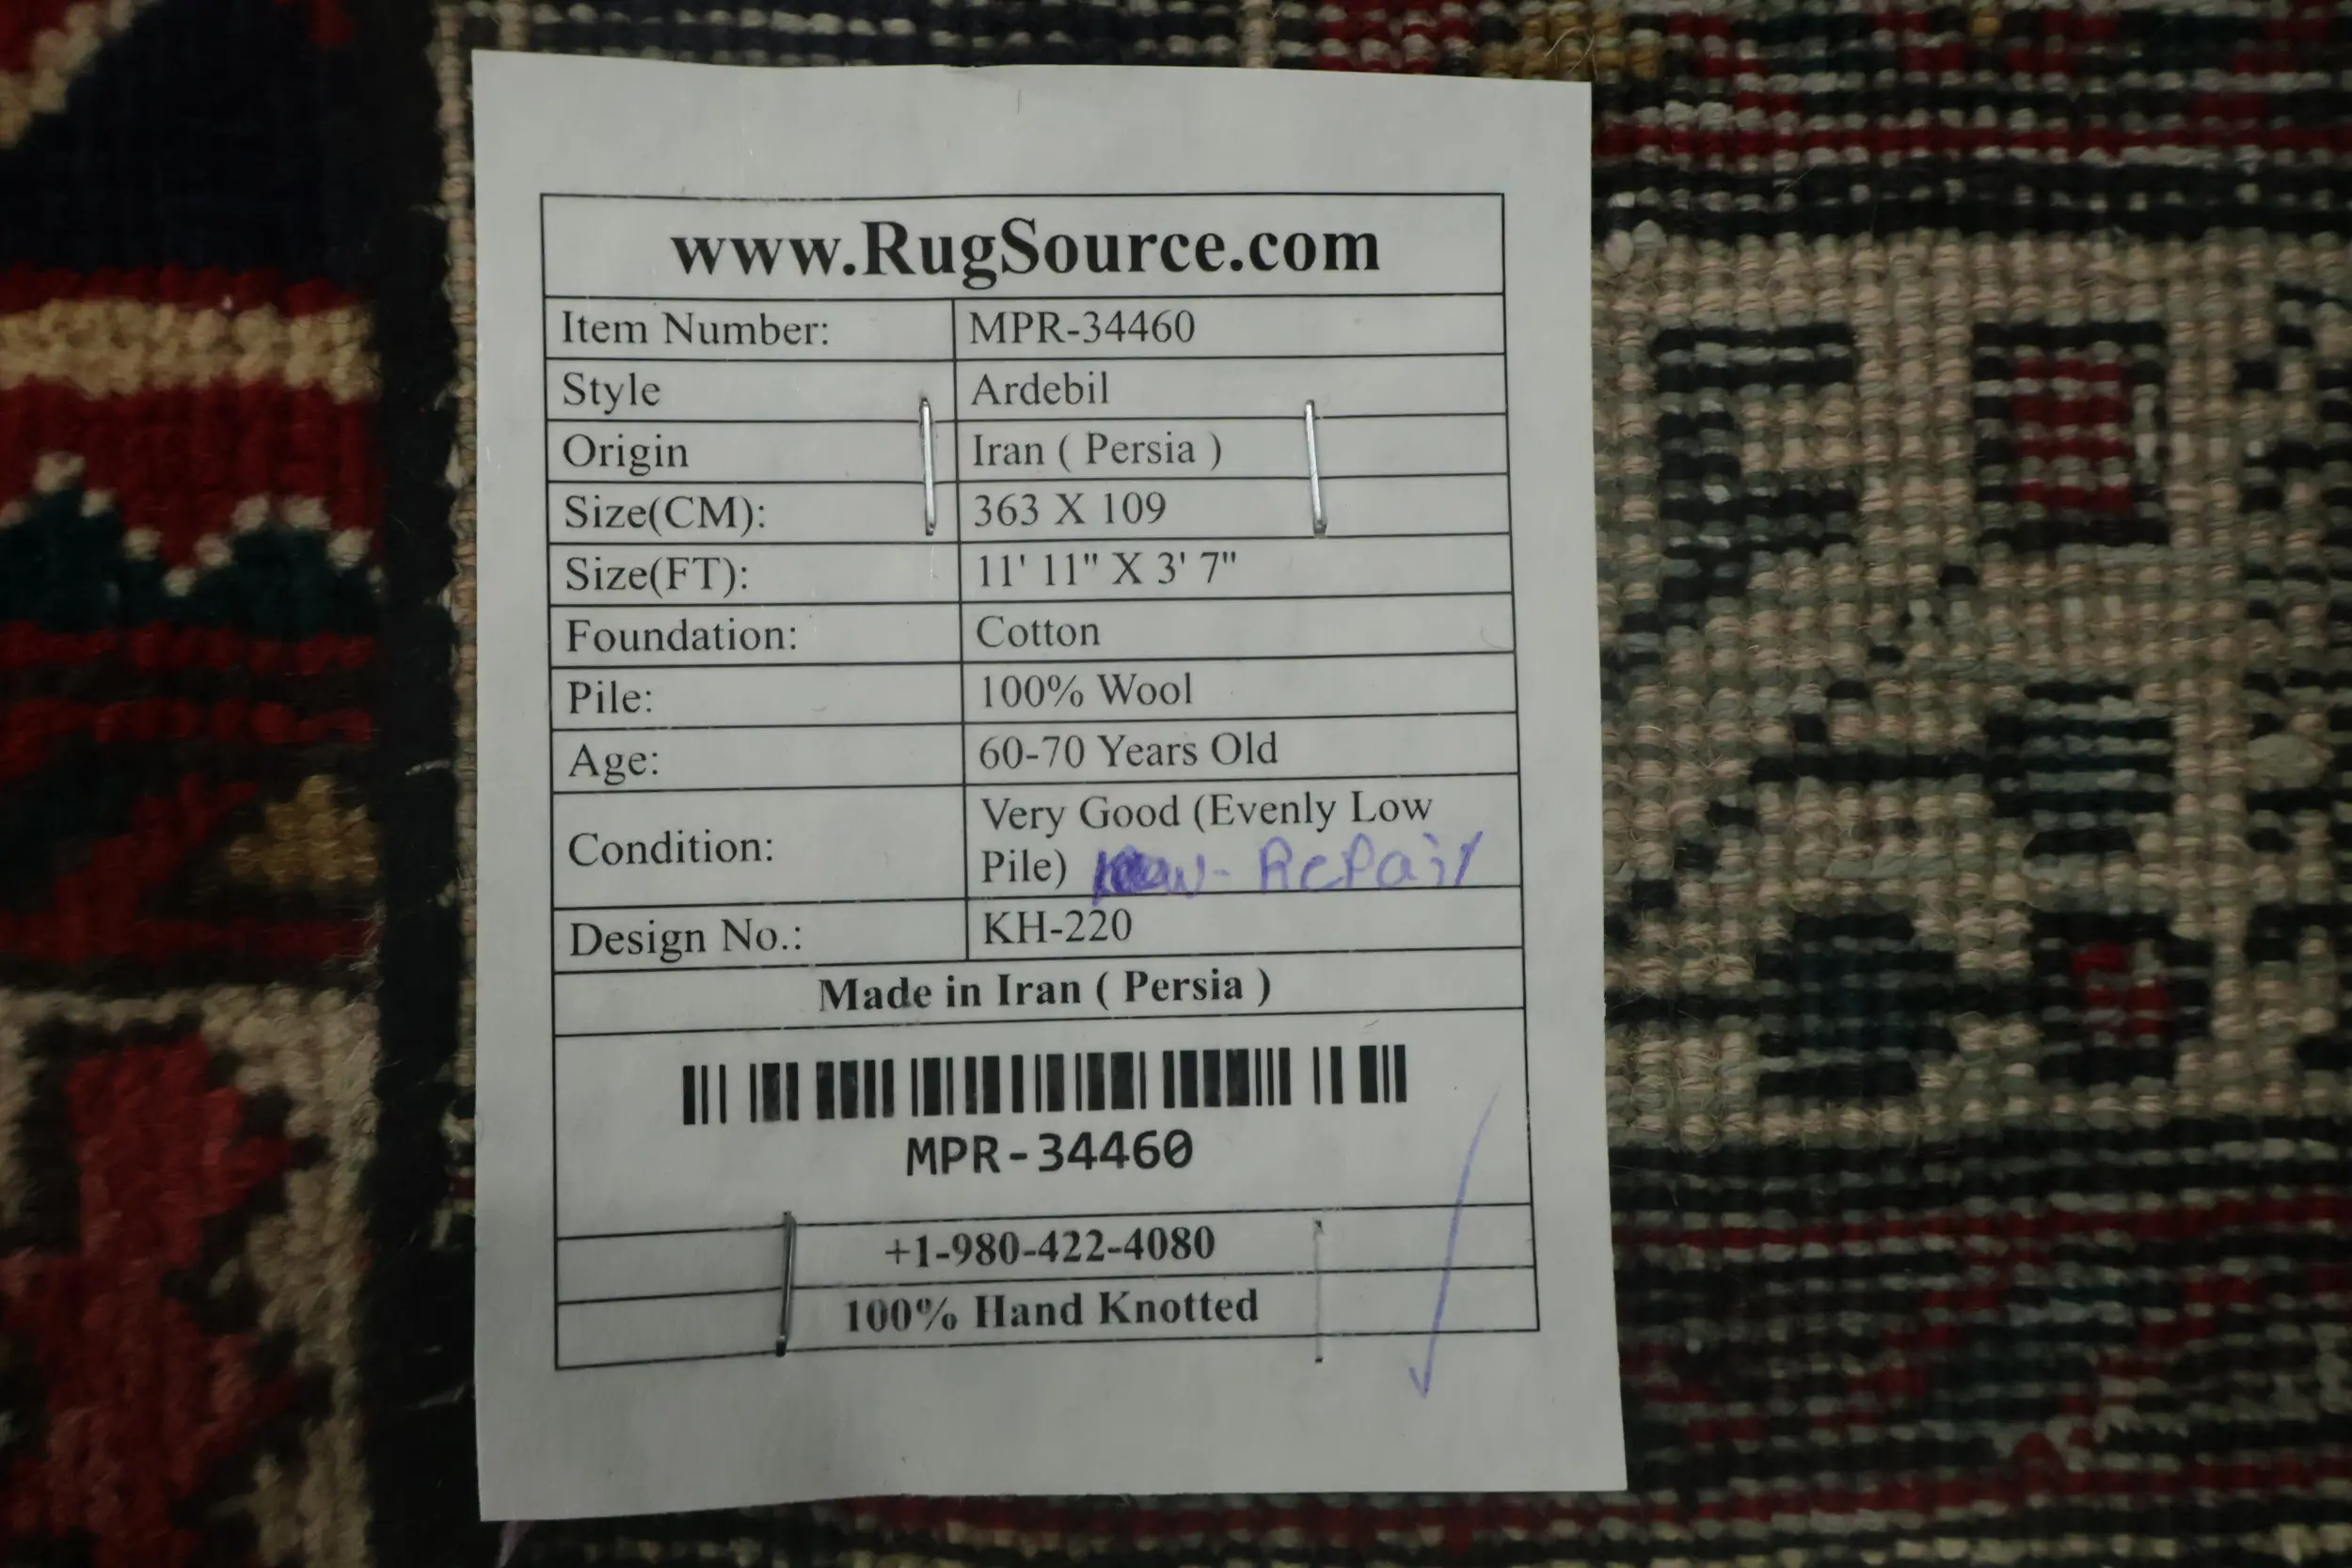 www.RugSource.com
Item Number: MPR-34460
Style Ardebil
Origin Iran ( Persia )
Size(CM): 363 X 109
Size(FT): 11' 11" X 3' 7"
Foundation: Cotton
Pile: 100% Wool
Age: 60-70 Years Old
Condition: Very Good (Evenly Low
Pile) - Repair
Design No.: KH-220
Made in Iran ( Persia )
MPR-34460
+1-980-422-4080
100% Hand Knotted